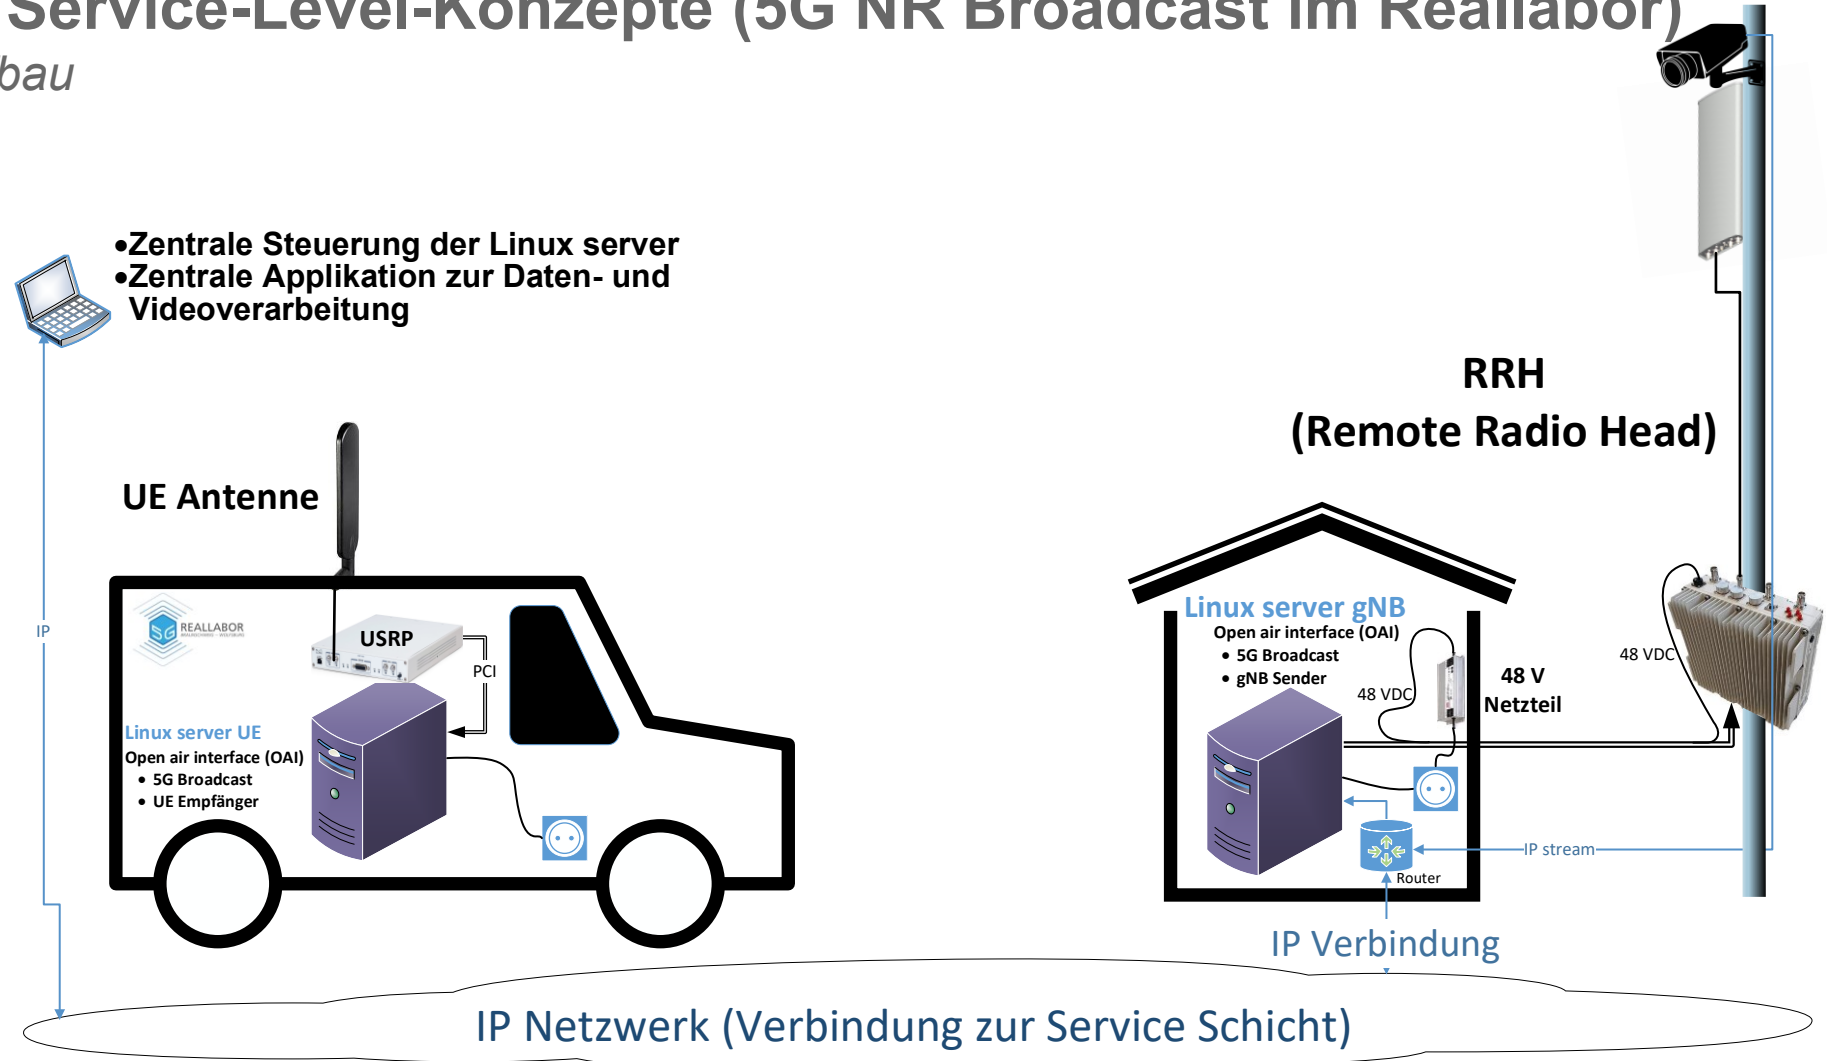 Service-Level-Konzepte (5G NR Broadcast im Reallabor)
bau
•Zentrale Steuerung der Linux server
•Zentrale Applikation zur Daten- und
Videoverarbeitung
RRH
(Remote Radio Head)
UE Antenne
IP
5G REALLABOR
BRAUNSCHWEIG - WOLFSBURG
USRP
PCI
Linux server UE
Open air interface (OAI)
• 5G Broadcast
• UE Empfänger
Linux server gNB
Open air interface (OAI)
• 5G Broadcast
• gNB Sender
48 VDC
48 V
Netzteil
48 VDC
IP stream
Router
IP Verbindung
IP Netzwerk (Verbindung zur Service Schicht)